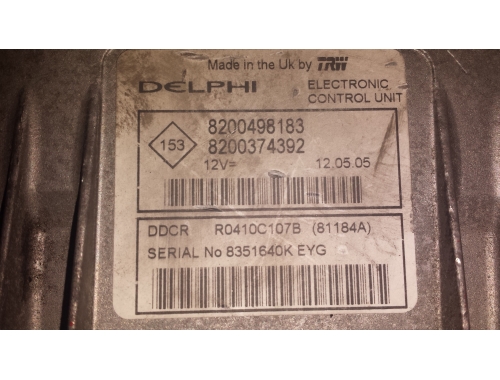 Made in the Uk by TRW
DELPHI
ELECTRONIC
CONTROL UNIT
153
8200498183
8200374392
12V=
12.05.05
DDCR R0410C107B (81184A)
SERIAL No 8351640K EYG